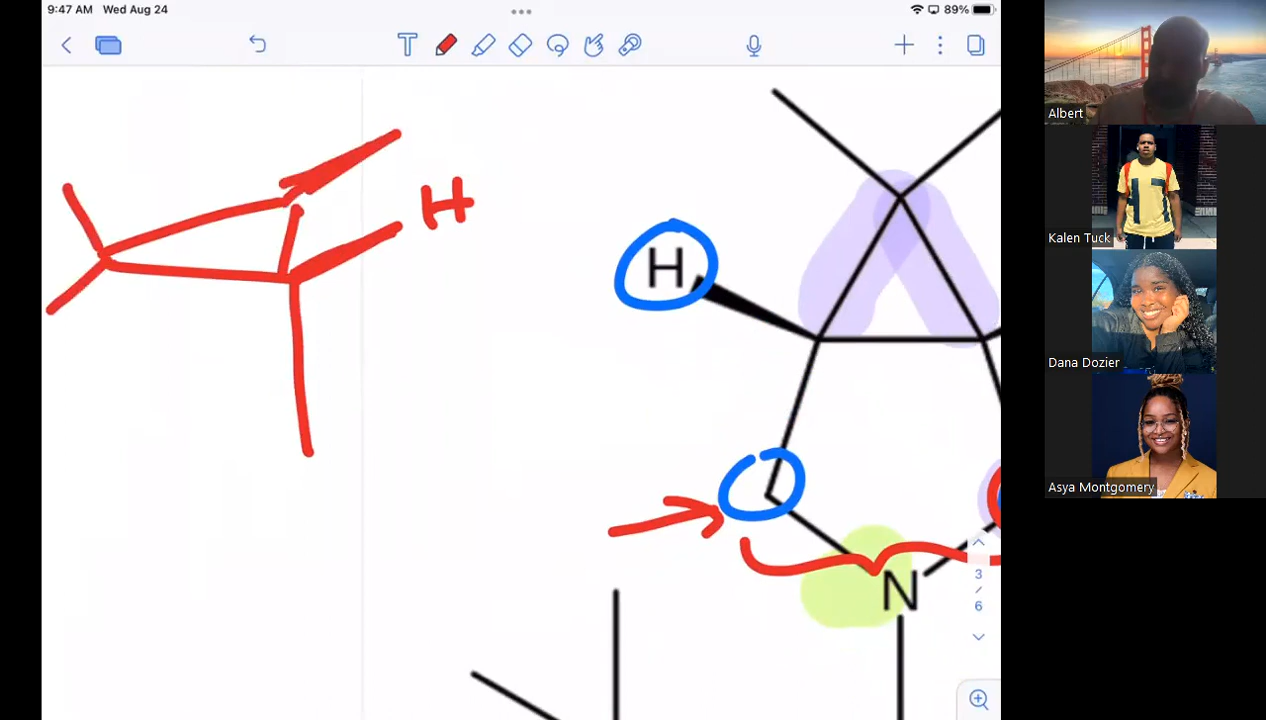 9:47 AM Wed Aug 24
89%
T
H
H
N
3
/
6
Albert
Kalen Tuck
Dana Dozier
Asya Montgomery